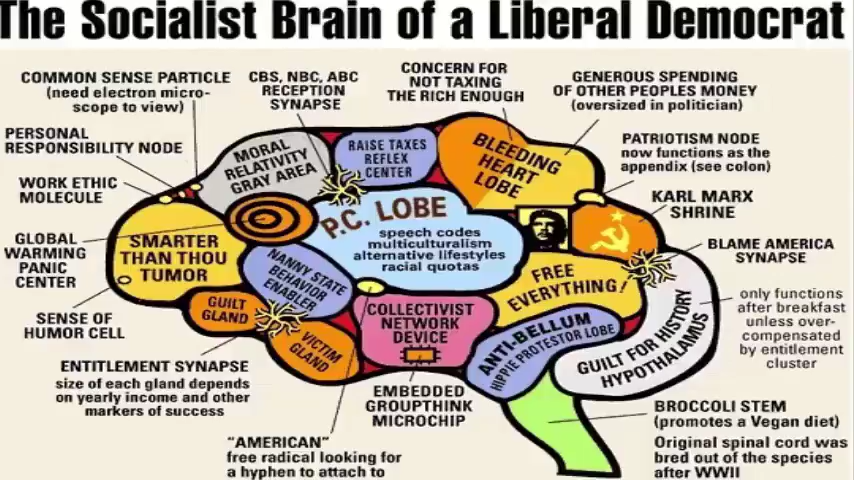 The Socialist Brain of a Liberal Democrat
COMMON SENSE PARTICLE
(need electron micro-
scope to view)
CBS, NBC, ABC
RECEPTION
SYNAPSE
CONCERN FOR
NOT TAXING
THE RICH ENOUGH
GENEROUS SPENDING
OF OTHER PEOPLES MONEY
(oversized in politician)
PERSONAL
RESPONSIBILITY NODE
PATRIOTISM NODE
now functions as the
appendix (see colon)
WORK ETHIC
MOLECULE
KARL MARX
SHRINE
GLOBAL
WARMING
PANIC
CENTER
BLAME AMERICA
SYNAPSE
MORAL
RELATIVITY
GRAY AREA
RAISE TAXES
REFLEX
CENTER
BLEEDING
HEART
LOBE
P.C. LOBE
speech codes
multiculturalism
alternative lifestyles
racial quotas
SMARTER
THAN THOU
TUMOR
NANNY STATE
BEHAVIOR
ENABLER
FREE
EVERYTHING!
GUILT
GLAND
VICTIM
GLAND
COLLECTIVIST
NETWORK
DEVICE
ANTI-BELLUM
HIPPIE PROTESTOR LOBE
GUILT FOR HISTORY
HYPOTHALAMUS
only functions
after breakfast
unless over-
compensated
by entitlement
cluster
SENSE OF
HUMOR CELL
ENTITLEMENT SYNAPSE
size of each gland depends
on yearly income and other
markers of success
EMBEDDED
GROUPTHINK
MICROCHIP
"AMERICAN"
free radical looking for
a hyphen to attach to
BROCCOLI STEM
(promotes a Vegan diet)
Original spinal cord was
bred out of the species
after WWII